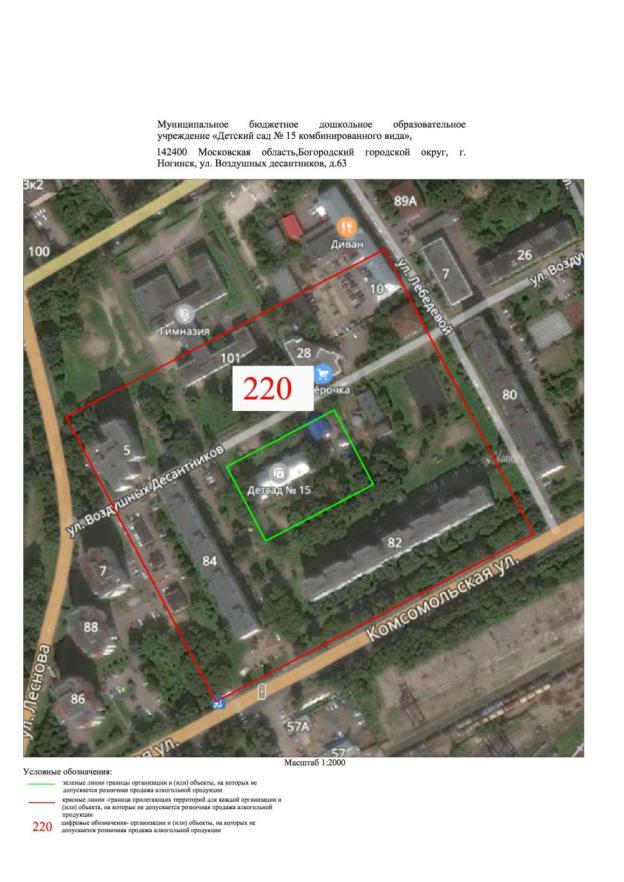 Муниципальное бюджетное дошкольное образовательное
учреждение «Детский сад № 15 комбинированного вида»,
142400 Московская область,Богородский городской округ, г.
Ногинск, ул. Воздушных десантников, д.63
3к2
89А
100
Диван
7
26
ул. Возду
ул. Лебедевой
10
Гимназия
101
28
ёрочка
220
80
5
ул. Воздушных Десантников
Детсад № 15
84
82
7
Комсомольская ул.
88
ул. Леснова
86
57А
57
ая ул.
Масштаб 1:2000
Условные обозначения:
зеленые линии границы организации и (или) объекты, на которых не
допускается розничная продажа алкогольной продукции
красные линии -граница прилегающих территорий для каждой организации и
(или) объекта, на которые не допускается розничная продажа алкогольной
продукции
220
цифровые обозначения- организации и (или) объекты, на которых не
допускается розничная продажа алкогольной продукции